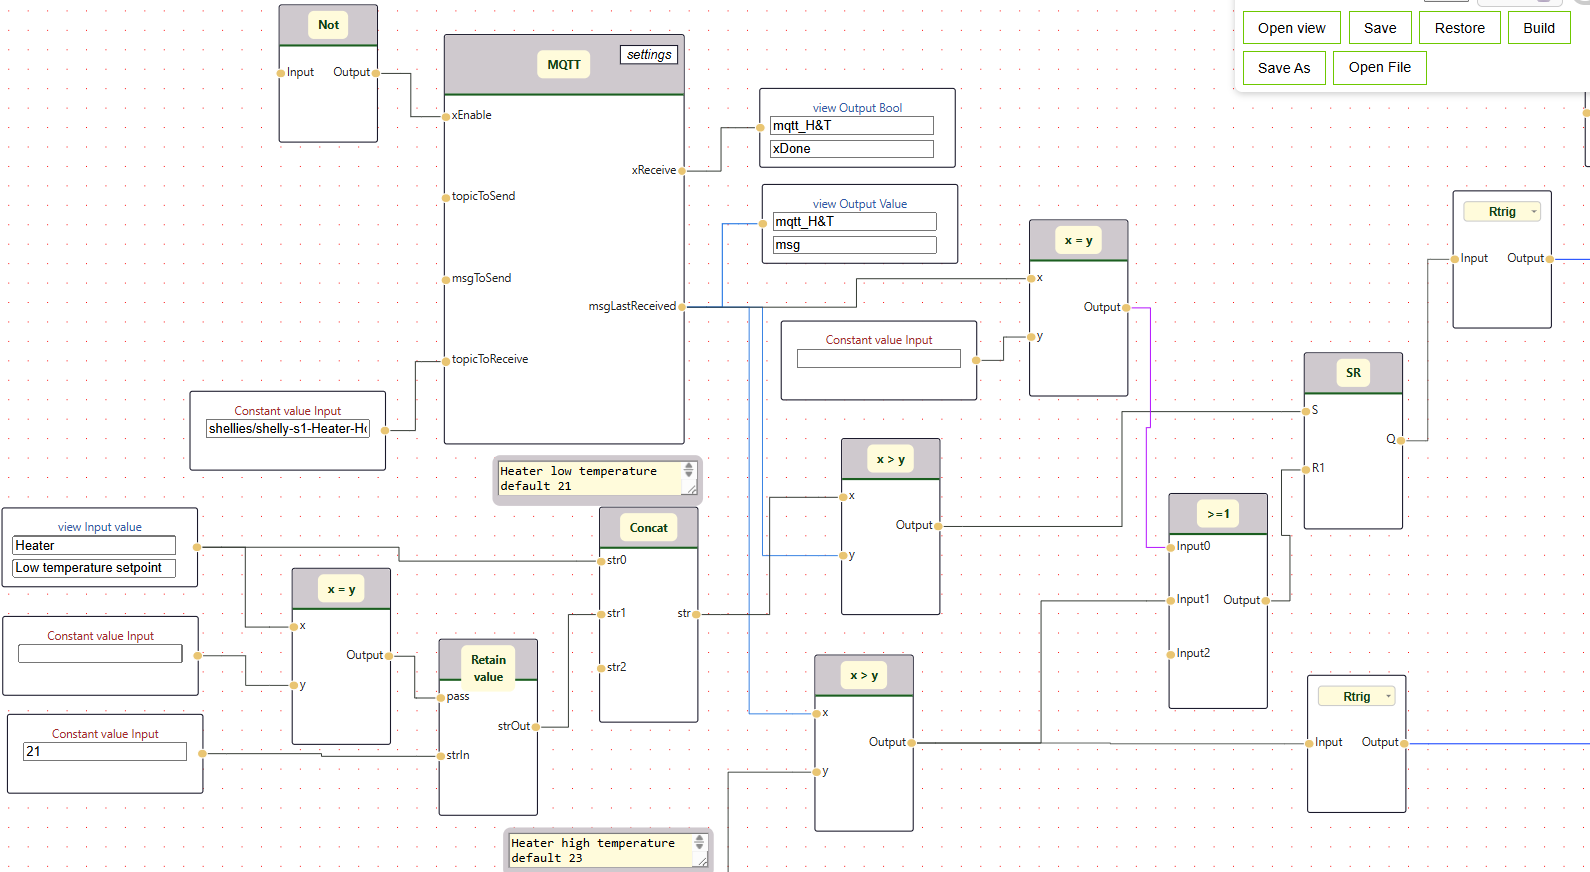 Open view
Save
Restore
Build
Save As
Open File
Not
Input
Output
MQTT
settings
xEnable
xReceive
topicToSend
msgToSend
msgLastReceived
topicToReceive
view Output Bool
mqtt_H&T
xDone
view Output Value
mqtt_H&T
msg
x = y
x
Output
y
Constant value Input
Rtrig
Input
Output
SR
S
Q
R1
Constant value Input
shellies/shelly-s1-Heater-H
Heater low temperature
default 21
x > y
x
Output
y
view Input value
Heater
Low temperature setpoint
Concat
str0
str1
str
str2
>=1
Input0
Input1
Output
Input2
x = y
x
Output
y
Constant value Input
Retain
value
pass
strOut
strIn
Constant value Input
21
x > y
x
Output
y
Rtrig
Input
Output
Heater high temperature
default 23